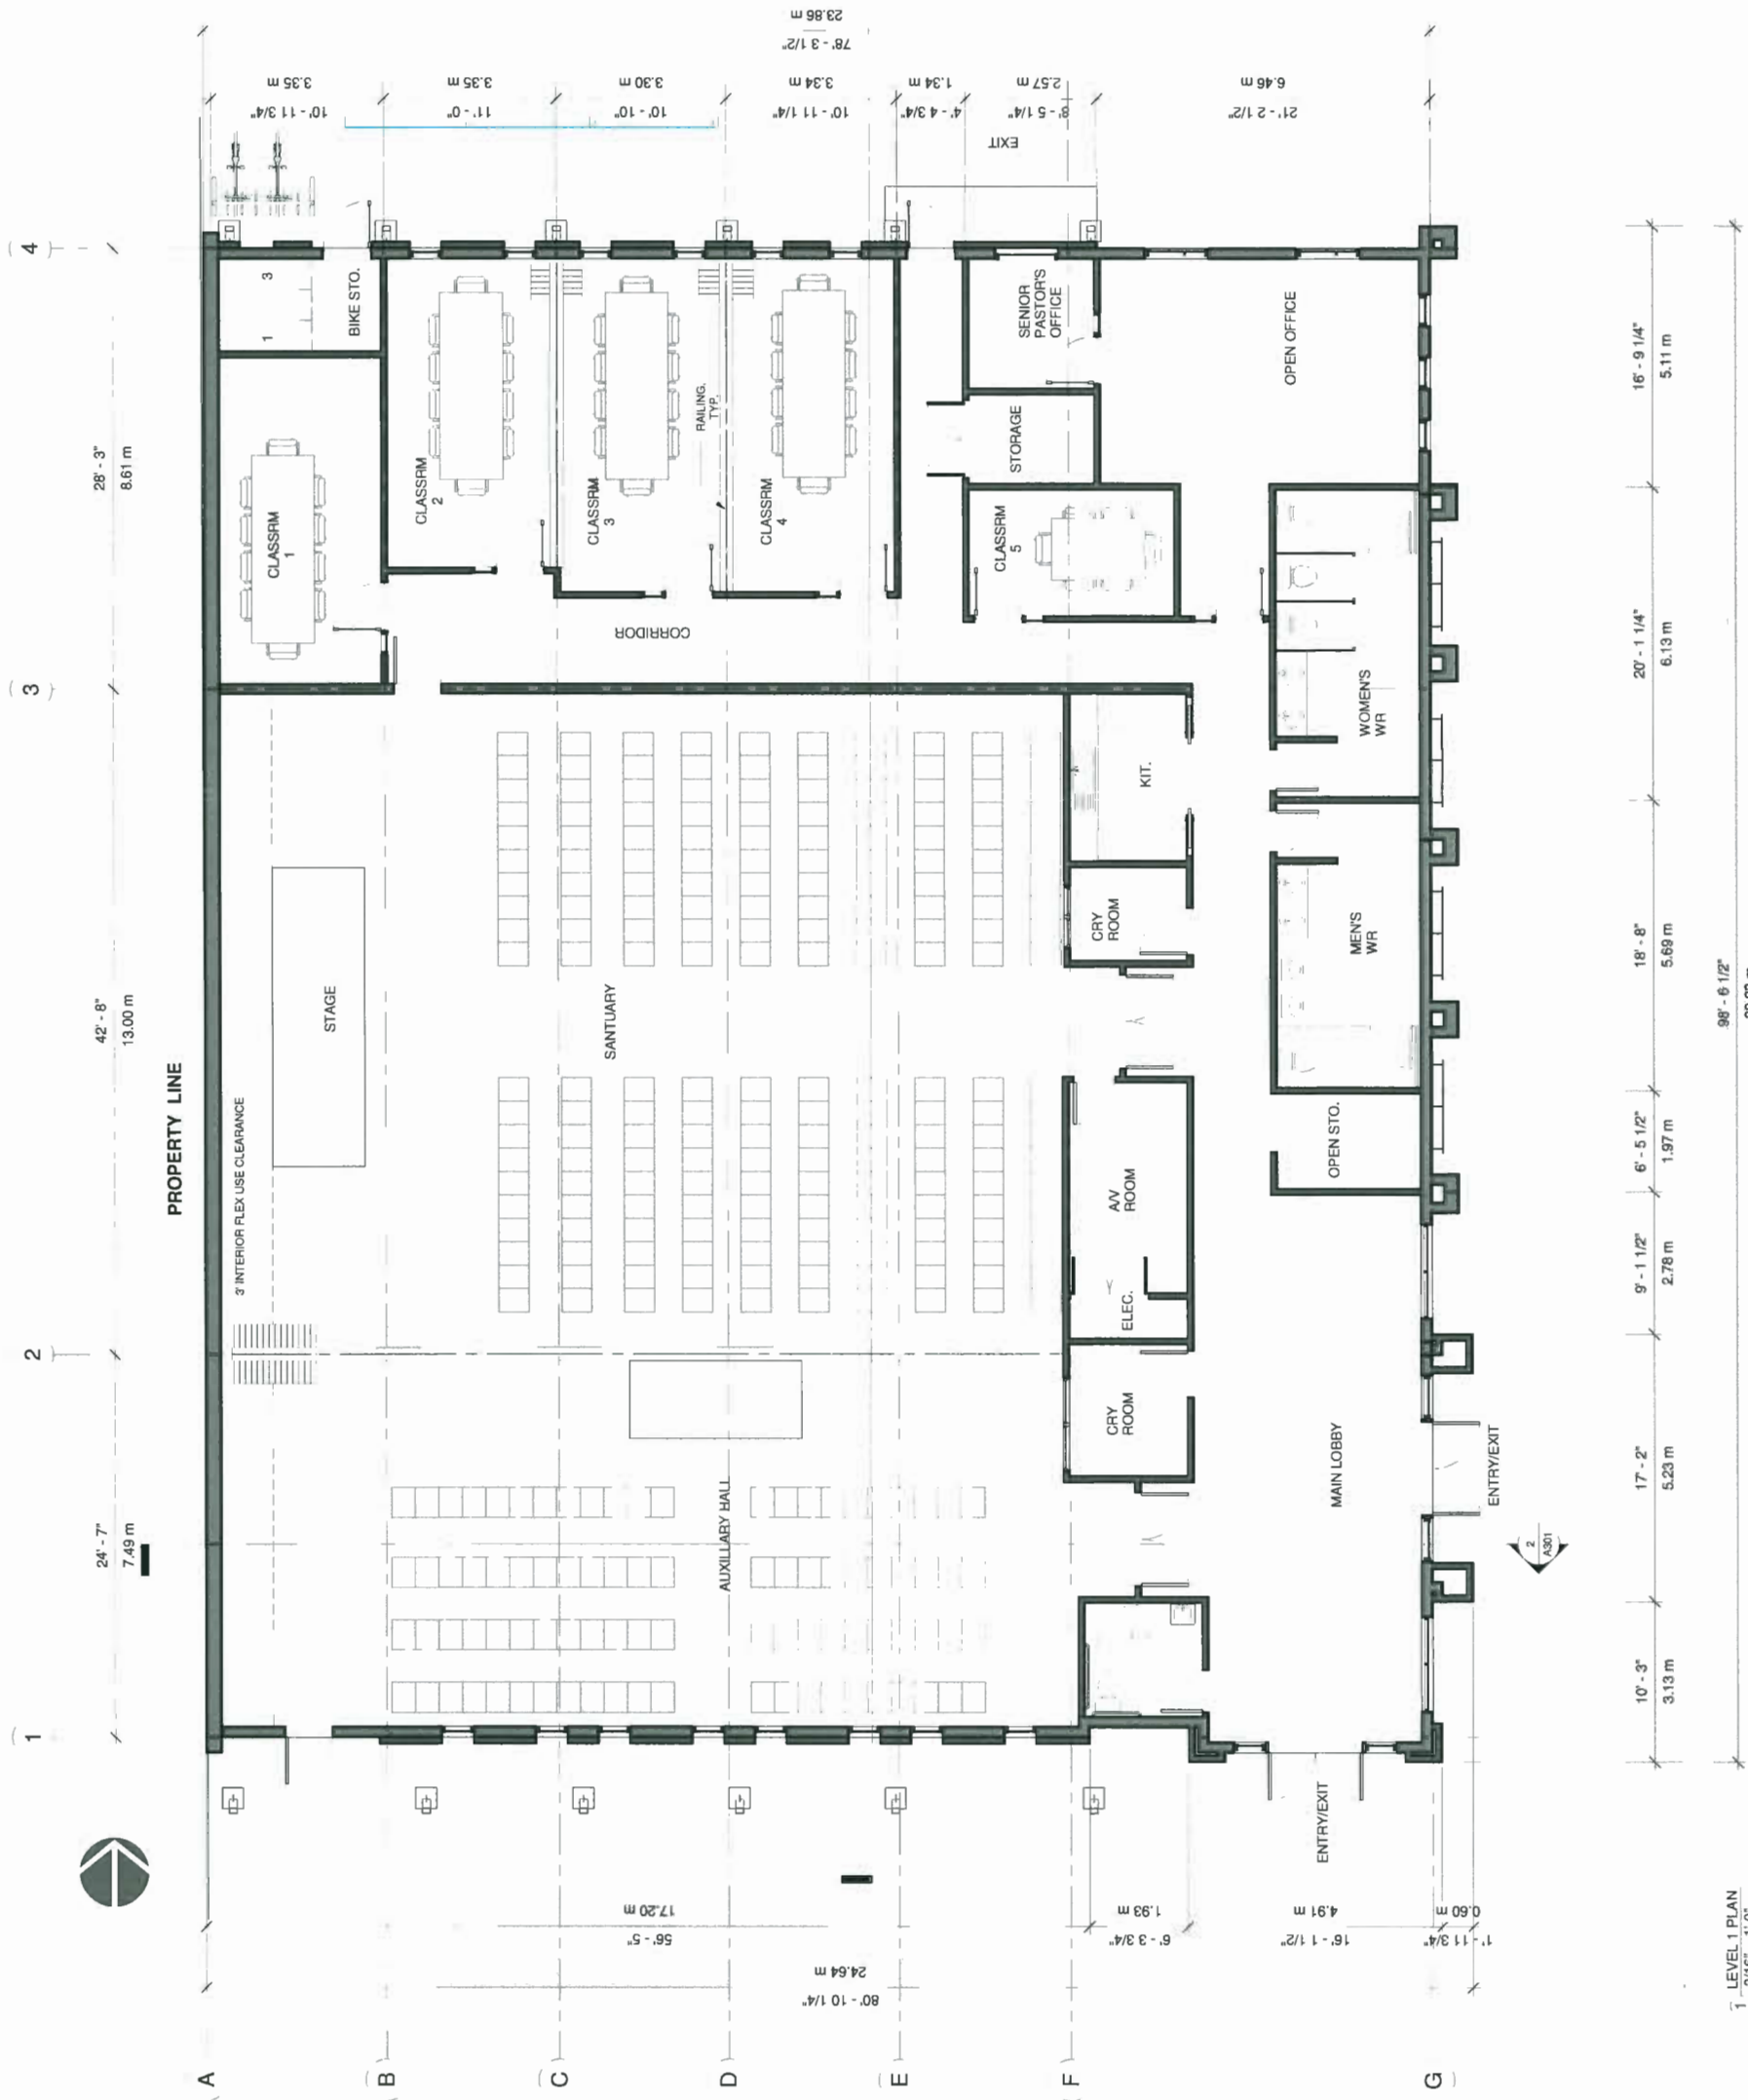 4
3
2
1
28' - 3"
8.61 m
42' - 8"
13.00 m
24' - 7"
7.49 m
PROPERTY LINE
3' INTERIOR FLEX USE CLEARANCE
A
B
C
D
E
F
G
10' - 11 3/4"
3.35 m
11' - 0"
3.35 m
10' - 10"
3.30 m
10' - 11 1/4"
3.34 m
4' - 4 3/4"
1.34 m
8' - 5 1/4"
2.57 m
21' - 2 1/2"
6.46 m
78' - 3 1/2"
23.86 m
EXIT
1
3
BIKE STO.
CLASSRM
1
CLASSRM
2
CLASSRM
3
RAILING.
TYP.
CLASSRM
4
CORRIDOR
CLASSRM
5
STORAGE
SENIOR
PASTOR'S
OFFICE
OPEN OFFICE
STAGE
SANTUARY
AUXILLARY HALL
KIT.
CRY
ROOM
A/V
ROOM
ELEC.
CRY
ROOM
WOMEN'S
WR
MEN'S
WR
OPEN STO.
MAIN LOBBY
ENTRY/EXIT
ENTRY/EXIT
2
A301
16' - 9 1/4"
5.11 m
20' - 1 1/4"
6.13 m
18' - 8"
5.69 m
6' - 5 1/2"
1.97 m
9' - 1 1/2"
2.78 m
17' - 2"
5.23 m
10' - 3"
3.13 m
98' - 6 1/2"
56' - 5"
17.20 m
6' - 3 3/4"
1.93 m
16' - 1 1/2"
4.91 m
1' - 11 3/4"
0.60 m
80' - 10 1/4"
24.64 m
1
LEVEL 1 PLAN